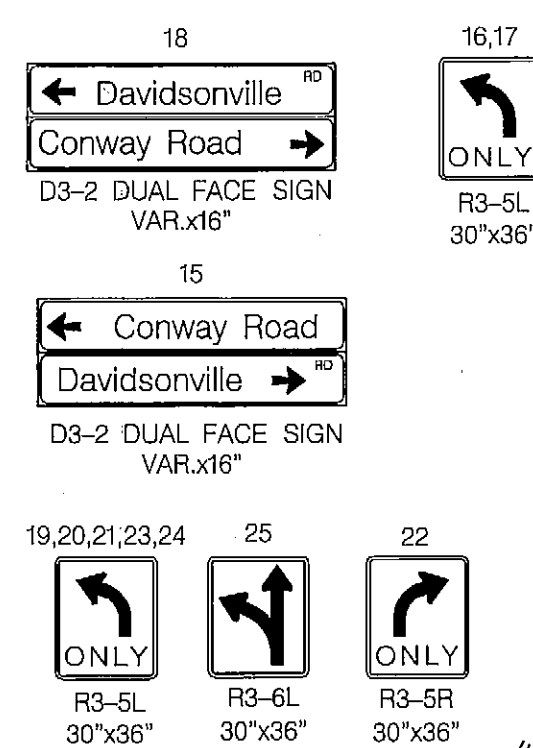 18
Davidsonville RD
Conway Road
D3-2 DUAL FACE SIGN
VAR.x16"
16,17
ONLY
R3-5L
30"x36"
15
Conway Road
Davidsonville RD
D3-2 DUAL FACE SIGN
VAR.x16"
19,20,21,23,24
ONLY
R3-5L
30"x36"
25
R3-6L
30"x36"
22
ONLY
R3-5R
30"x36"